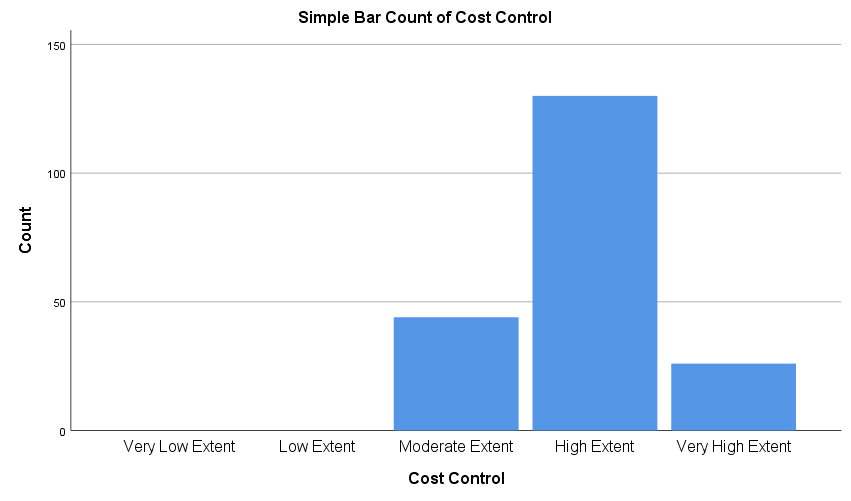 Simple Bar Count of Cost Control
150
100
50
0
Count
Very Low Extent
Low Extent
Moderate Extent
High Extent
Very High Extent
Cost Control